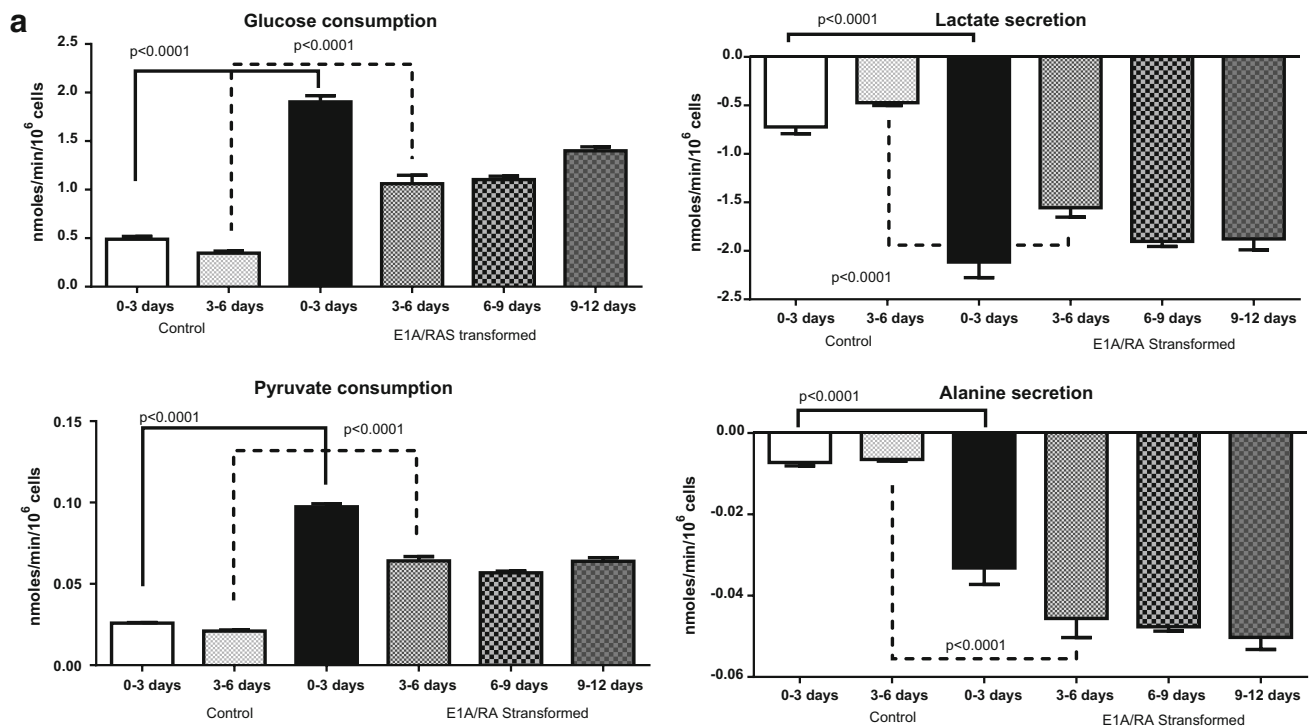 a
Glucose consumption
p<0.0001
p<0.0001
nmoles/min/10⁶ cells
2.5
2.0
1.5
1.0
0.5
0.0
0-3 days 3-6 days 0-3 days 3-6 days 6-9 days 9-12 days
Control E1A/RAS transformed
Lactate secretion
p<0.0001
nmoles/min/10⁶ cells
0.0
-0.5
-1.0
-1.5
-2.0
-2.5
p<0.0001
0-3 days 3-6 days 0-3 days 3-6 days 6-9 days 9-12 days
Control E1A/RA Stransformed
Pyruvate consumption
p<0.0001
p<0.0001
nmoles/min/10⁶ cells
0.15
0.10
0.05
0.00
0-3 days 3-6 days 0-3 days 3-6 days 6-9 days 9-12 days
Control E1A/RA Stransformed
Alanine secretion
p<0.0001
nmoles/min/10⁶ cells
0.00
-0.02
-0.04
-0.06
p<0.0001
0-3 days 3-6 days 0-3 days 3-6 days 6-9 days 9-12 days
Control E1A/RA Stransformed